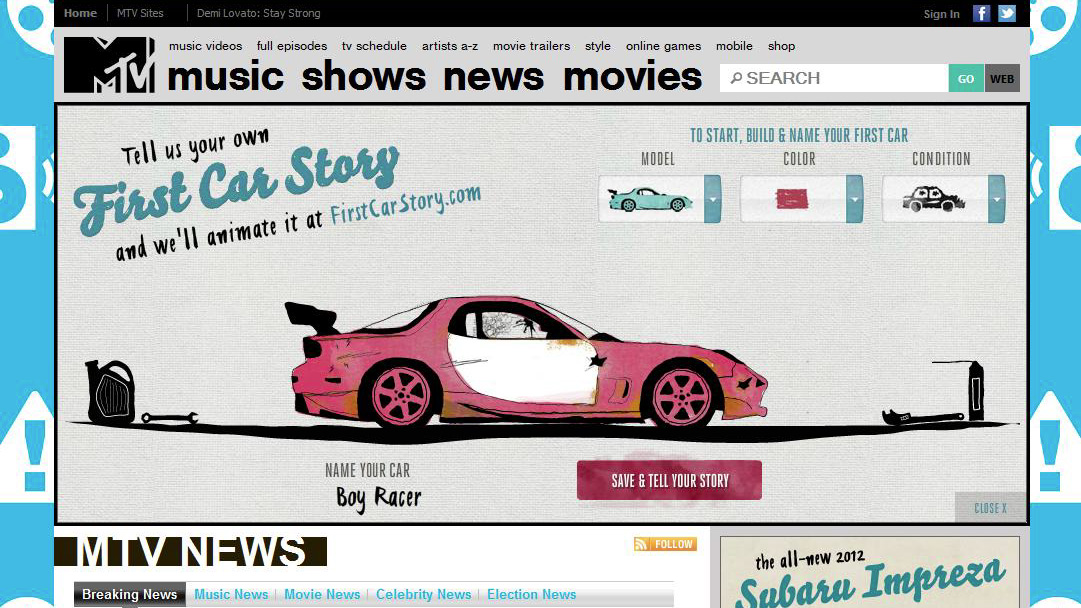 Home MTV Sites Demi Lovato: Stay Strong Sign In
MTV
music videos full episodes tv schedule artists a-z movie trailers style online games mobile shop
music shows news movies
SEARCH GO WEB
Tell us your own
First Car Story
and we'll animate it at FirstCarStory.com
TO START, BUILD & NAME YOUR FIRST CAR
MODEL COLOR CONDITION
NAME YOUR CAR
Boy Racer
SAVE & TELL YOUR STORY
CLOSE X
MTV NEWS
FOLLOW
Breaking News Music News Movie News Celebrity News Election News
the all-new 2012
Subaru Impreza